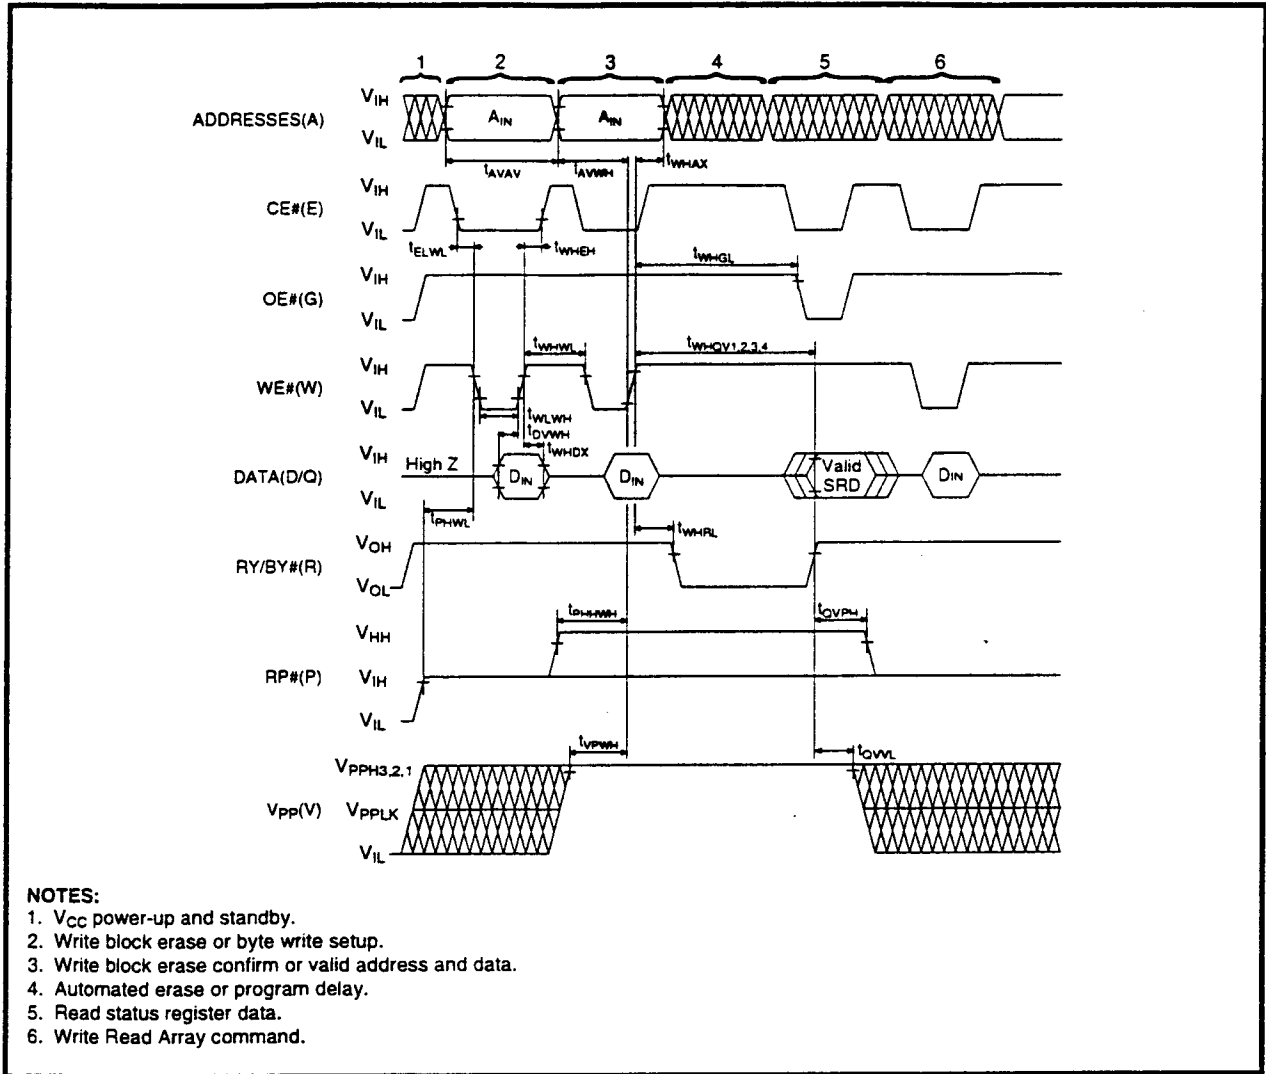 1 2 3 4 5 6
ADDRESSES(A) VIH VIL AIN AIN
tAVAV tAVWH tWHAX
CE#(E) VIH VIL
tELWL tWHEH tWHGL
OE#(G) VIH VIL
tWHWL tWHQV1,2,3,4
WE#(W) VIH VIL
tWLWH
tDVWH
tWHDX
DATA(D/Q) VIH VIL High Z DIN DIN Valid SRD DIN
tPHWL tWHRL
RY/BY#(R) VOH VOL
tPHHWH tQVPH
RP#(P) VHH VIH VIL
tVPWH tQVVL
VPP(V) VPPH3,2,1 VPPLK VIL
NOTES:
1. VCC power-up and standby.
2. Write block erase or byte write setup.
3. Write block erase confirm or valid address and data.
4. Automated erase or program delay.
5. Read status register data.
6. Write Read Array command.